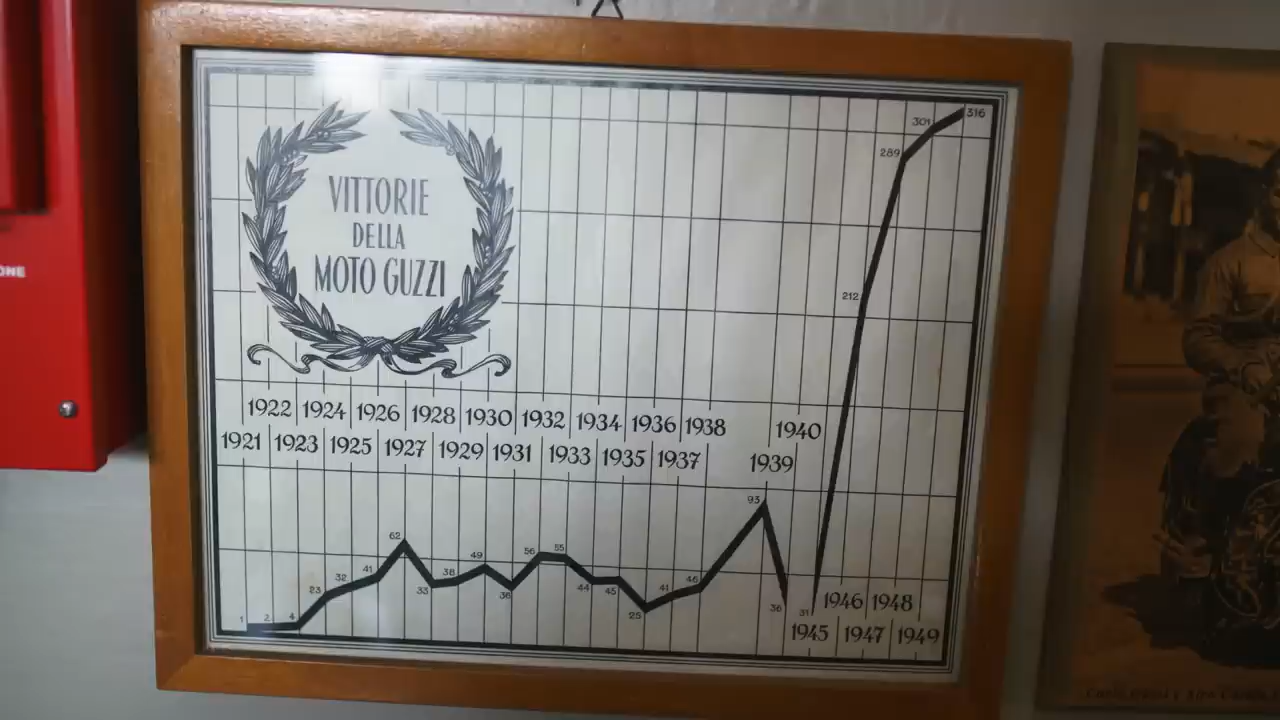 ONE
VITTORIE
DELLA
MOTO GUZZI
316
301
289
212
1922 1924 1926 1928 1930 1932 1934 1936 1938 1940
1921 1923 1925 1927 1929 1931 1933 1935 1937 1939
1 2 4 23 32 41 62 33 38 49 36 56 55 44 45 25 41 46 93 36 31
1946 1948
1945 1947 1949